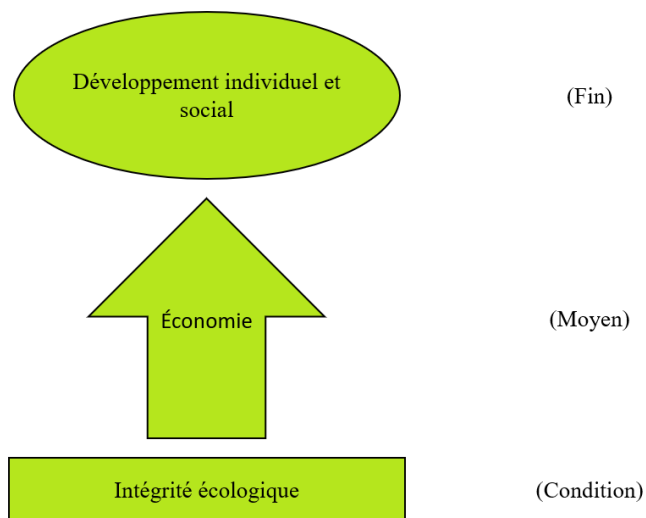 Développement individuel et
social
(Fin)
Économie
(Moyen)
Intégrité écologique
(Condition)